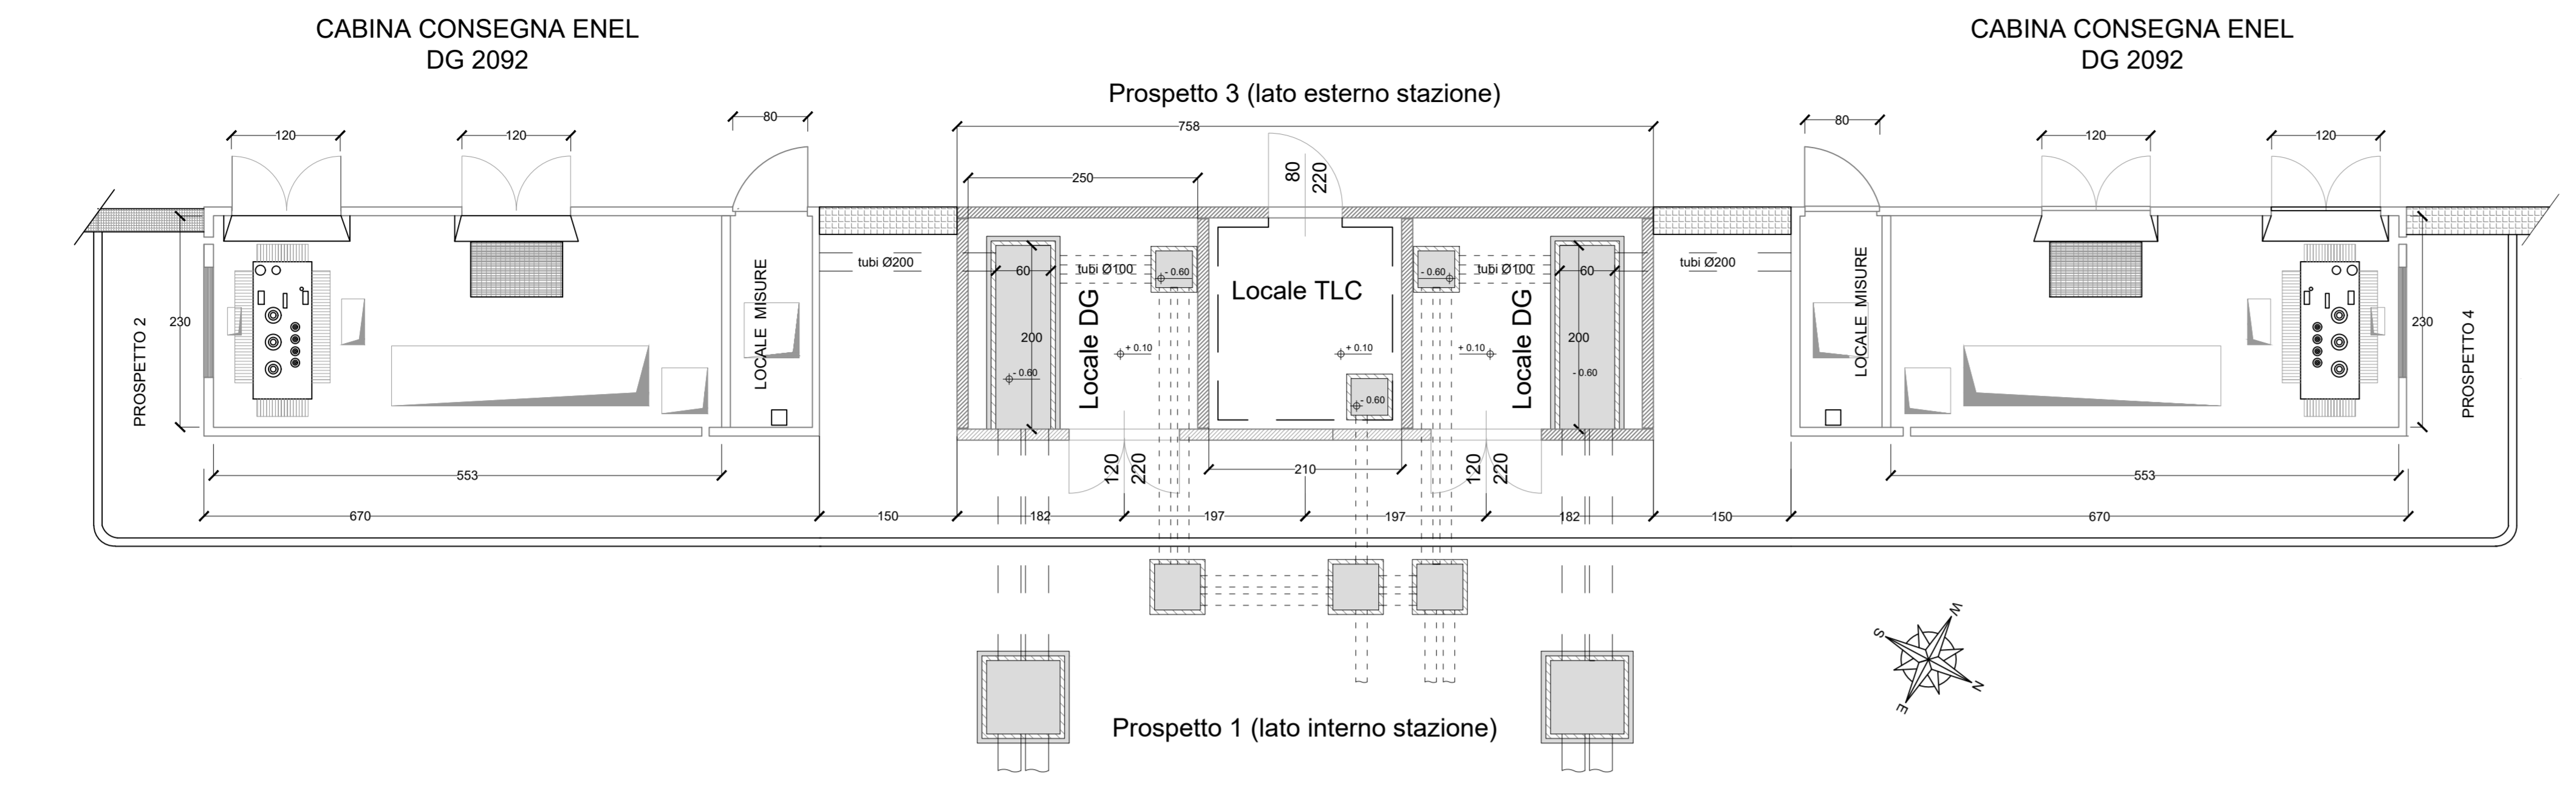 CABINA CONSEGNA ENEL
DG 2092
CABINA CONSEGNA ENEL
DG 2092
Prospetto 3 (lato esterno stazione)
120
120
80
758
80
120
120
250
80
220
tubi Ø200
60
tubi Ø100
- 0.60
- 0.60
tubi Ø100
60
tubi Ø200
Locale TLC
PROSPETTO 2
230
LOCALE MISURE
200
Locale DG
+ 0.10
- 0.60
+ 0.10
- 0.60
+ 0.10
Locale DG
200
- 0.60
LOCALE MISURE
230
PROSPETTO 4
553
120
220
210
120
220
553
670
150
182
197
197
182
150
670
W
S
N
E
Prospetto 1 (lato interno stazione)